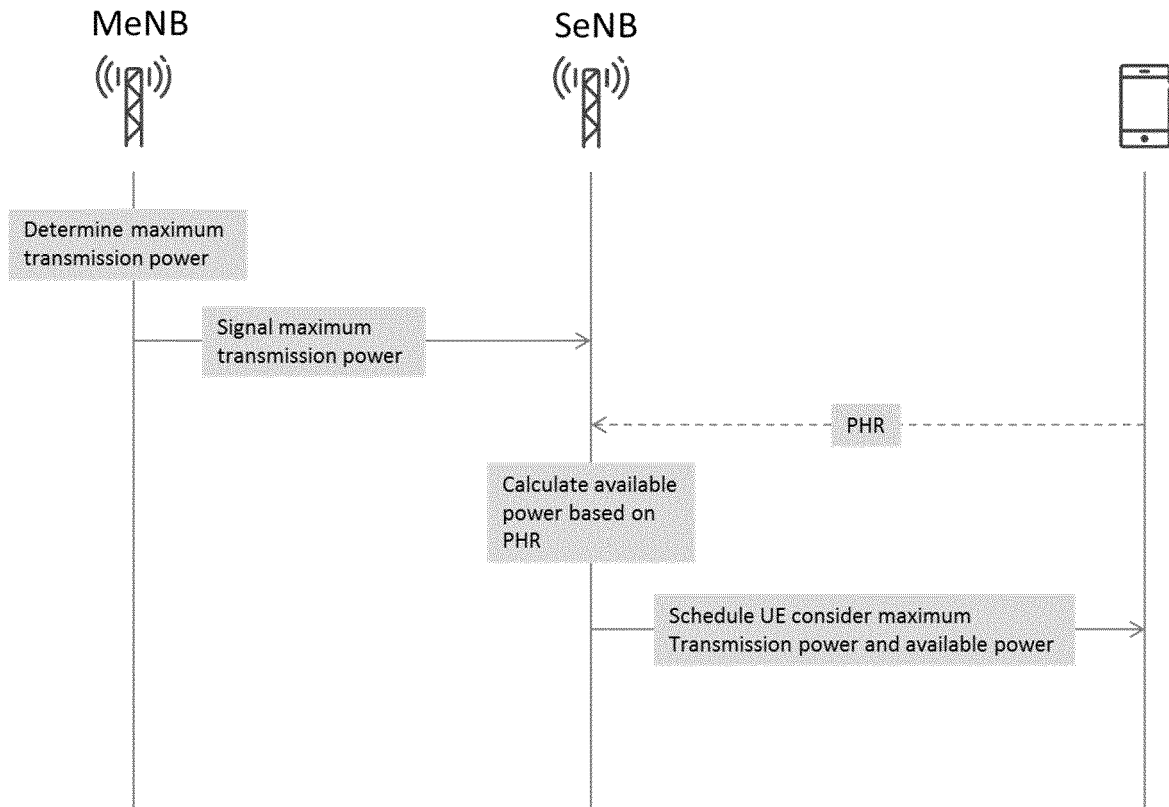 MeNB
SeNB
Determine maximum
transmission power
Signal maximum
transmission power
PHR
Calculate available
power based on
PHR
Schedule UE consider maximum
Transmission power and available power